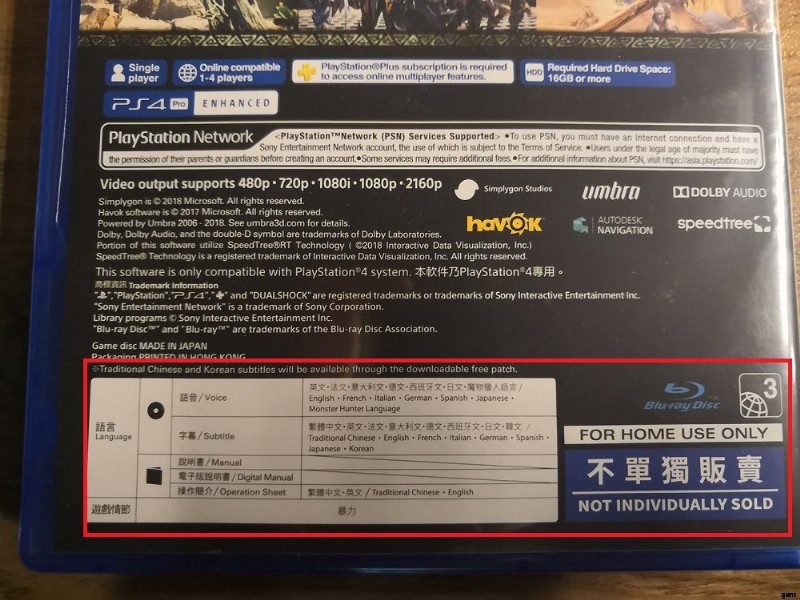 Single
player
Online compatible
1-4 players
PlayStation®Plus subscription is required
to access online multiplayer features.
HDD
Required Hard Drive Space:
16GB or more
PS4 Pro ENHANCED
PlayStation Network
<PlayStation™Network (PSN) Services Supported> •To use PSN, you must have an Internet connection and have a
Sony Entertainment Network account, the use of which is subject to the Terms of Service. •Users under the legal age of majority must have
the permission of their parents or guardians before creating an account.•Some services may require additional fees.•For additional information about PSN, visit https://asia.playstation.com/
Video output supports 480p・720p・1080i・1080p・2160p
Simplygon Studios
umbra
DOLBY AUDIO
Simplygon is © 2018 Microsoft. All rights reserved.
Havok software is © 2017 Microsoft. All rights reserved.
Powered by Umbra 2006 - 2018. See umbra3d.com for details.
Dolby, Dolby Audio, and the double-D symbol are trademarks of Dolby Laboratories.
Portion of this software utilize SpeedTree®RT Technology ( ©2018 Interactive Data Visualization, Inc.)
SpeedTree® Technology is a registered trademark of Interactive Data Visualization, Inc. All rights reserved.
havok
AUTODESK
NAVIGATION
speedtree
This software is only compatible with PlayStation®4 system. 本軟件乃PlayStation®4專用。
商標資訊 Trademark Information
"", "PlayStation", "PS4", "" and "DUALSHOCK" are registered trademarks or trademarks of Sony Interactive Entertainment Inc.
"Sony Entertainment Network" is a trademark of Sony Corporation.
Library programs © Sony Interactive Entertainment Inc.
"Blu-ray Disc™" and "Blu-ray™" are trademarks of the Blu-ray Disc Association.
Game disc MADE IN JAPAN
Packaging PRINTED IN HONG KONG
※Traditional Chinese and Korean subtitles will be available through the downloadable free patch.
語言
Language
語音/Voice
英文・法文・意大利文・德文・西班牙文・日文・魔物獵人語言/
English・French・Italian・German・Spanish・Japanese・
Monster Hunter Language
字幕/Subtitle
繁體中文・英文・法文・意大利文・德文・西班牙文・日文・韓文/
Traditional Chinese・English・French・Italian・German・Spanish・
Japanese・Korean
說明書/Manual
電子版說明書/Digital Manual
操作簡介/Operation Sheet
繁體中文・英文/Traditional Chinese・English
遊戲情節
暴力
Blu-ray Disc™
3
FOR HOME USE ONLY
不單獨販賣
NOT INDIVIDUALLY SOLD